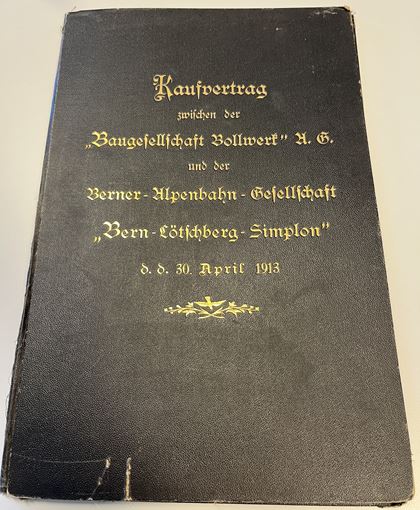 Kaufvertrag
zwischen der
„Baugesellschaft Bollwerk" A. G.
und der
Berner-Alpenbahn-Gesellschaft
„Bern-Lötschberg-Simplon"
d. d. 30. April 1913